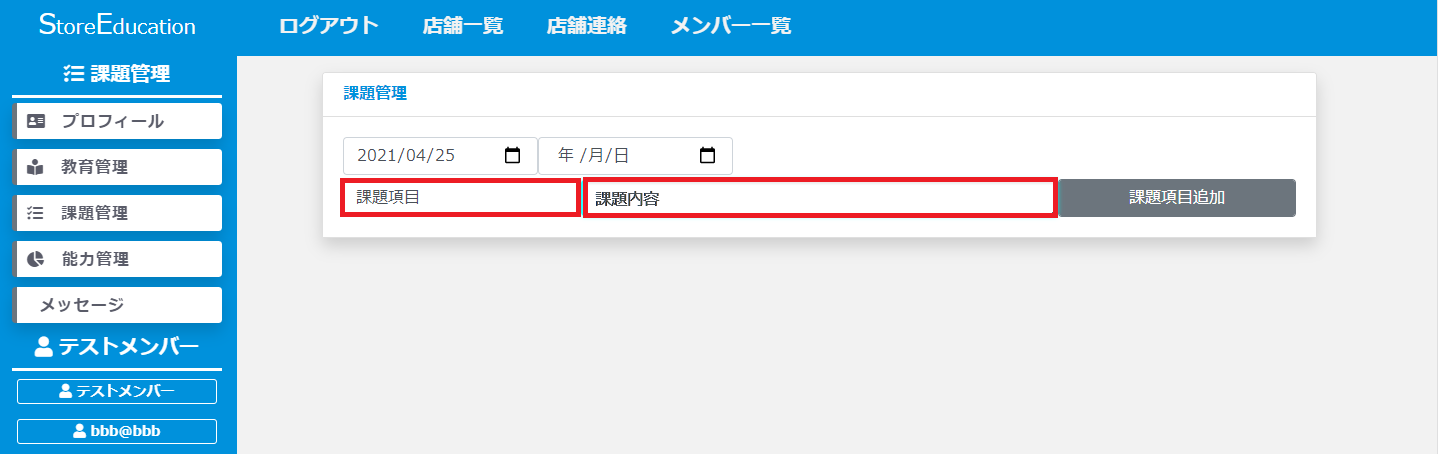 StoreEducation
ログアウト 店舗一覧 店舗連絡 メンバー一覧
課題管理
プロフィール
教育管理
課題管理
能力管理
メッセージ
テストメンバー
テストメンバー
bbb@bbb
課題管理
2021/04/25 年 /月/日
課題項目 課題内容 課題項目追加